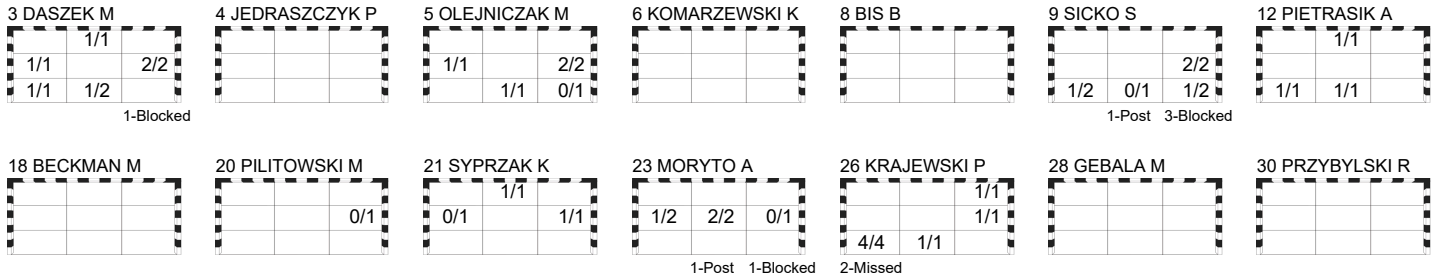 3 DASZEK M 4 JEDRASZCZYK P 5 OLEJNICZAK M 6 KOMARZEWSKI K 8 BIS B 9 SICKO S 12 PIETRASIK A
1/1 1/1
1/1 2/2 1/1 2/2 2/2
1/1 1/2 1/1 0/1 1/2 0/1 1/2 1/1 1/1
1-Blocked 1-Post 3-Blocked
18 BECKMAN M 20 PILITOWSKI M 21 SYPRZAK K 23 MORYTO A 26 KRAJEWSKI P 28 GEBALA M 30 PRZYBYLSKI R
1/1 1/1
0/1 0/1 1/1 1/2 2/2 0/1 1/1
4/4 1/1
1-Post 1-Blocked 2-Missed